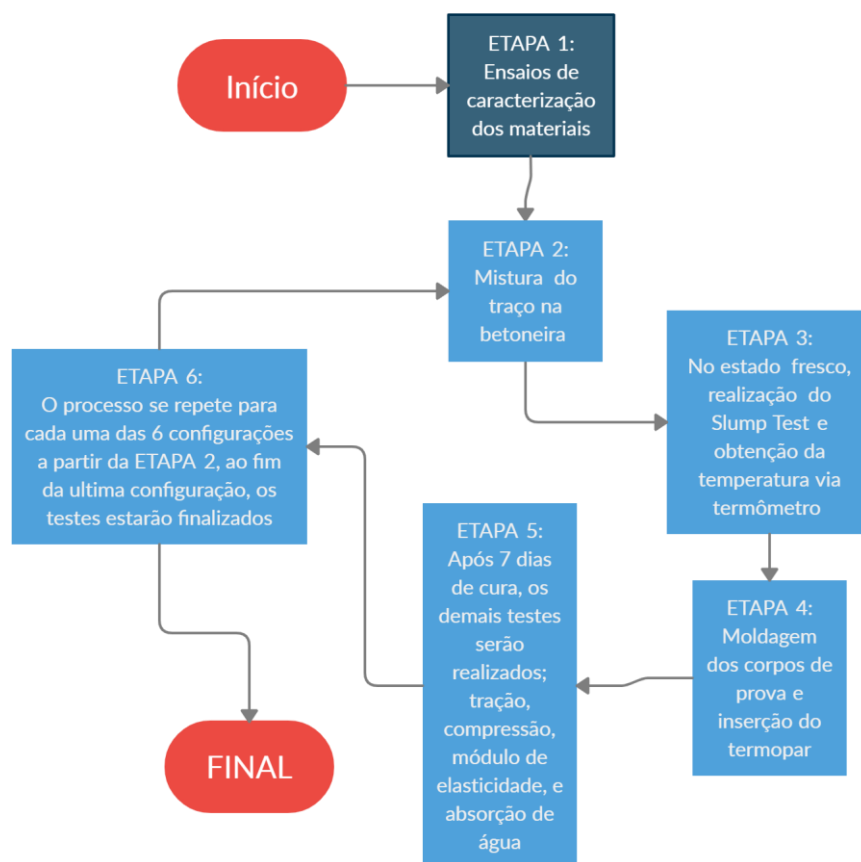 Início
ETAPA 1:
Ensaios de
caracterização
dos materiais
ETAPA 2:
Mistura do
traço na
betoneira
ETAPA 3:
No estado fresco,
realização do
Slump Test e
obtenção da
temperatura via
termômetro
ETAPA 4:
Moldagem
dos corpos de
prova e
inserção do
termopar
ETAPA 5:
Após 7 dias
de cura, os
demais testes
serão
realizados;
tração,
compressão,
módulo de
elasticidade, e
absorção de
água
ETAPA 6:
O processo se repete para
cada uma das 6 configurações
a partir da ETAPA 2, ao fim
da ultima configuração, os
testes estarão finalizados
FINAL